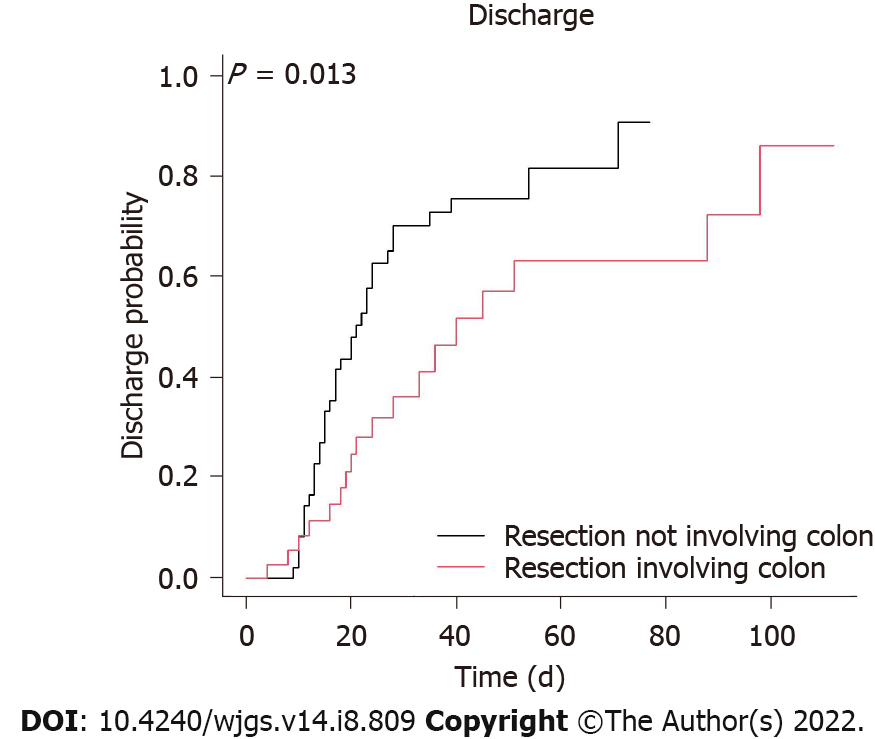 Discharge
P = 0.013
1.0
0.8
0.6
0.4
0.2
0.0
Discharge probability
Resection not involving colon
Resection involving colon
0 20 40 60 80 100
Time (d)
DOI: 10.4240/wjgs.v14.i8.809 Copyright ©The Author(s) 2022.